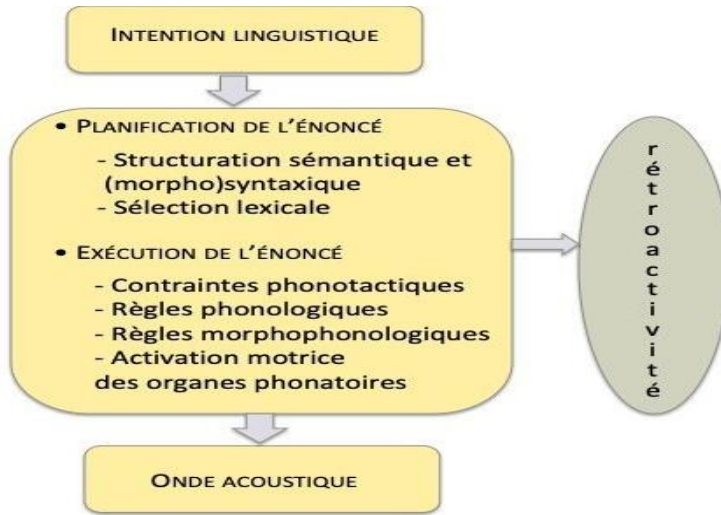 INTENTION LINGUISTIQUE
• PLANIFICATION DE L'ÉNONCÉ
- Structuration sémantique et
(morpho)syntaxique
- Sélection lexicale
• EXÉCUTION DE L'ÉNONCÉ
- Contraintes phonotactiques
- Règles phonologiques
- Règles morphophonologiques
- Activation motrice
des organes phonatoires
rétroactivité
ONDE ACOUSTIQUE